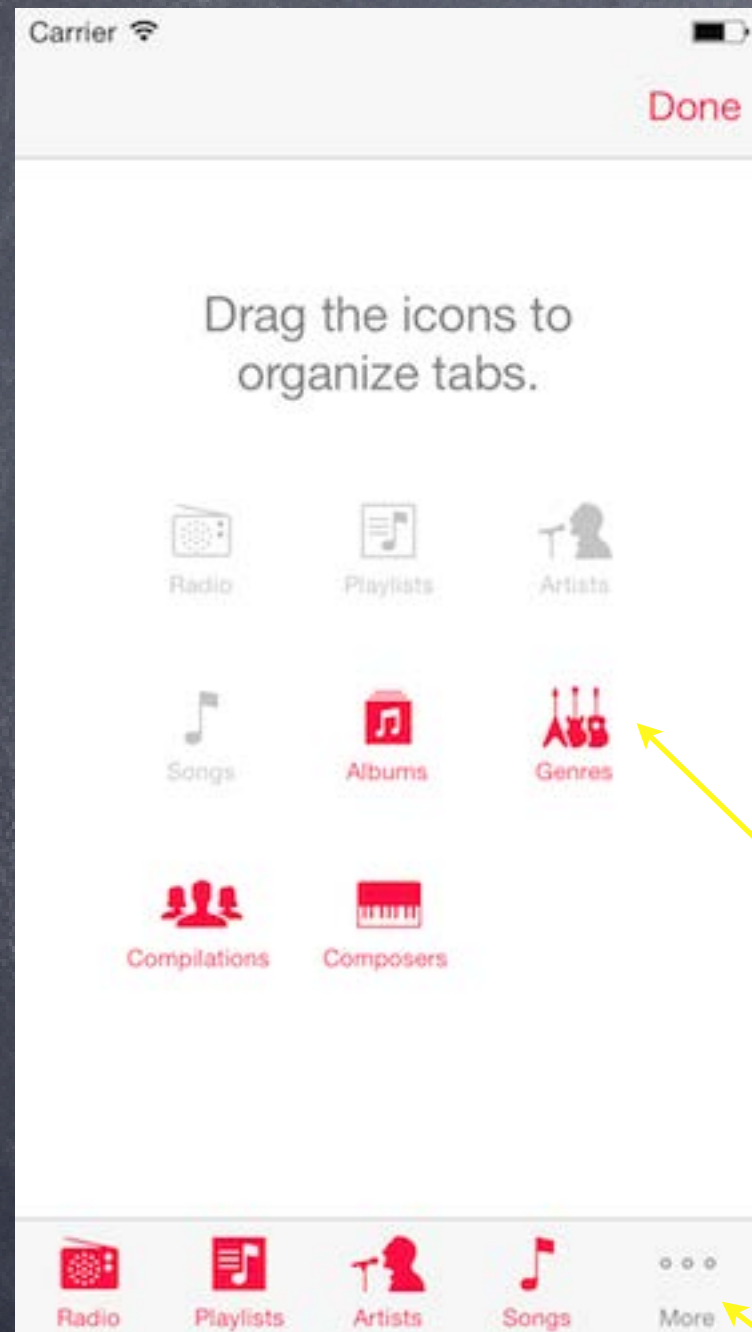 Carrier
Done
Drag the icons to
organize tabs.
Radio Playlists Artists
Songs Albums Genres
Compilations Composers
Radio Playlists Artists Songs More